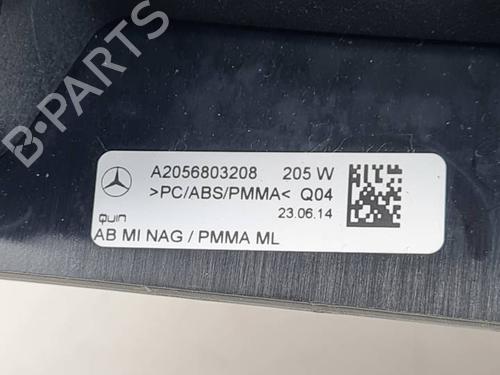 A2056803208 205 W
>PC/ABS/PMMA< Q04
23.06.14
quin
AB MI NAG / PMMA ML
B-PARTS